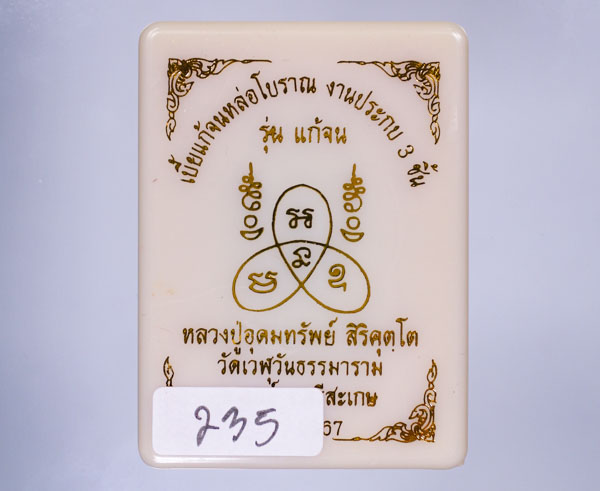 เบี้ยแก้จนหล่อโบราณ งานประกบ 3 ชิ้น
รุ่น แก้จน
หลวงปู่อุดมทรัพย์ สิริคุตฺโต
วัดเวฬุวันธรรมาราม
235